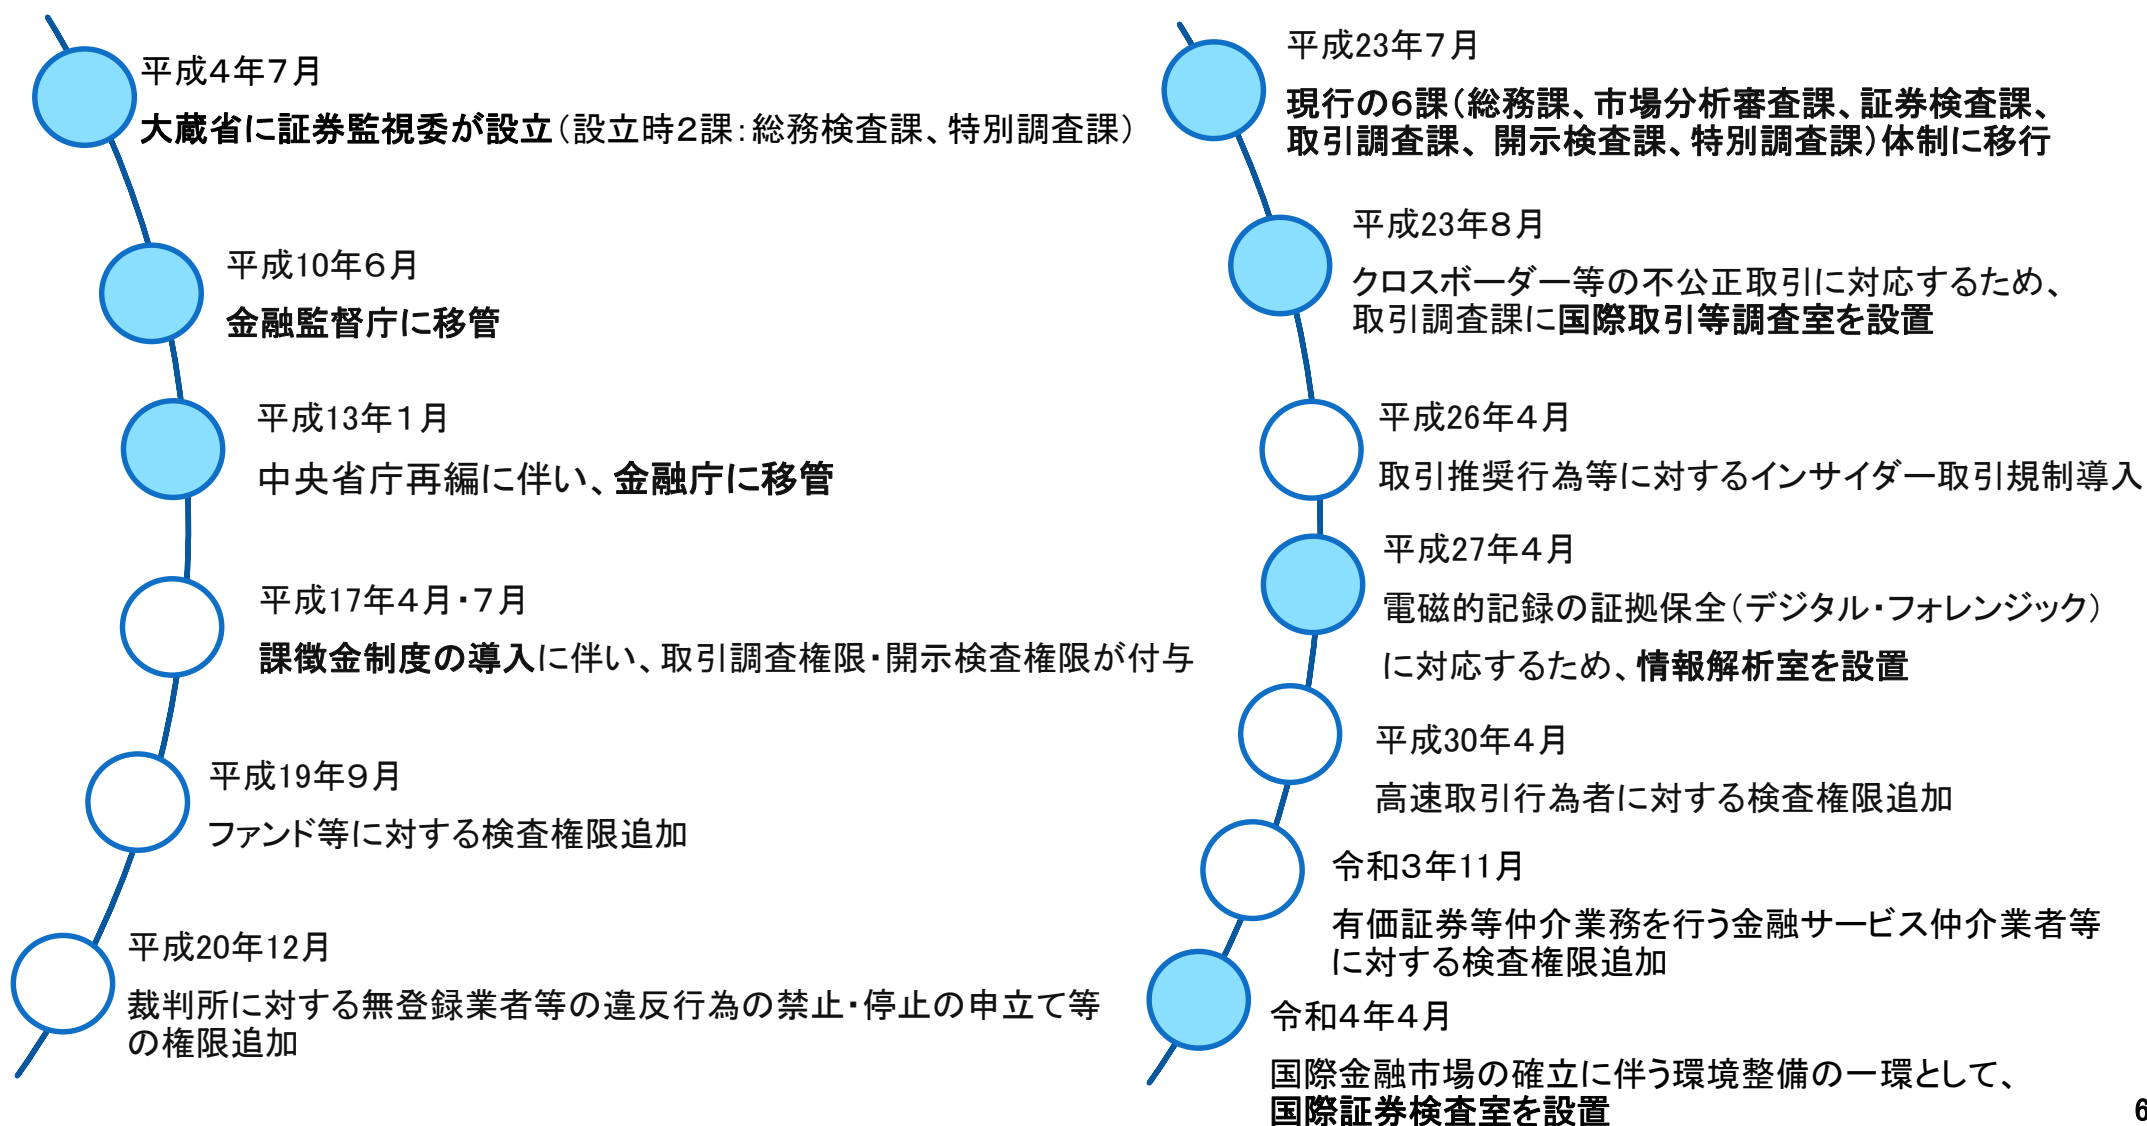 平成４年７月
大蔵省に証券監視委が設立（設立時２課：総務検査課、特別調査課）
平成10年６月
金融監督庁に移管
平成13年１月
中央省庁再編に伴い、金融庁に移管
平成17年４月・７月
課徴金制度の導入に伴い、取引調査権限・開示検査権限が付与
平成19年９月
ファンド等に対する検査権限追加
平成20年12月
裁判所に対する無登録業者等の違反行為の禁止・停止の申立て等
の権限追加
平成23年７月
現行の６課（総務課、市場分析審査課、証券検査課、
取引調査課、開示検査課、特別調査課）体制に移行
平成23年８月
クロスボーダー等の不公正取引に対応するため、
取引調査課に国際取引等調査室を設置
平成26年４月
取引推奨行為等に対するインサイダー取引規制導入
平成27年４月
電磁的記録の証拠保全（デジタル・フォレンジック）
に対応するため、情報解析室を設置
平成30年４月
高速取引行為者に対する検査権限追加
令和３年11月
有価証券等仲介業務を行う金融サービス仲介業者等
に対する検査権限追加
令和４年４月
国際金融市場の確立に伴う環境整備の一環として、
国際証券検査室を設置
6